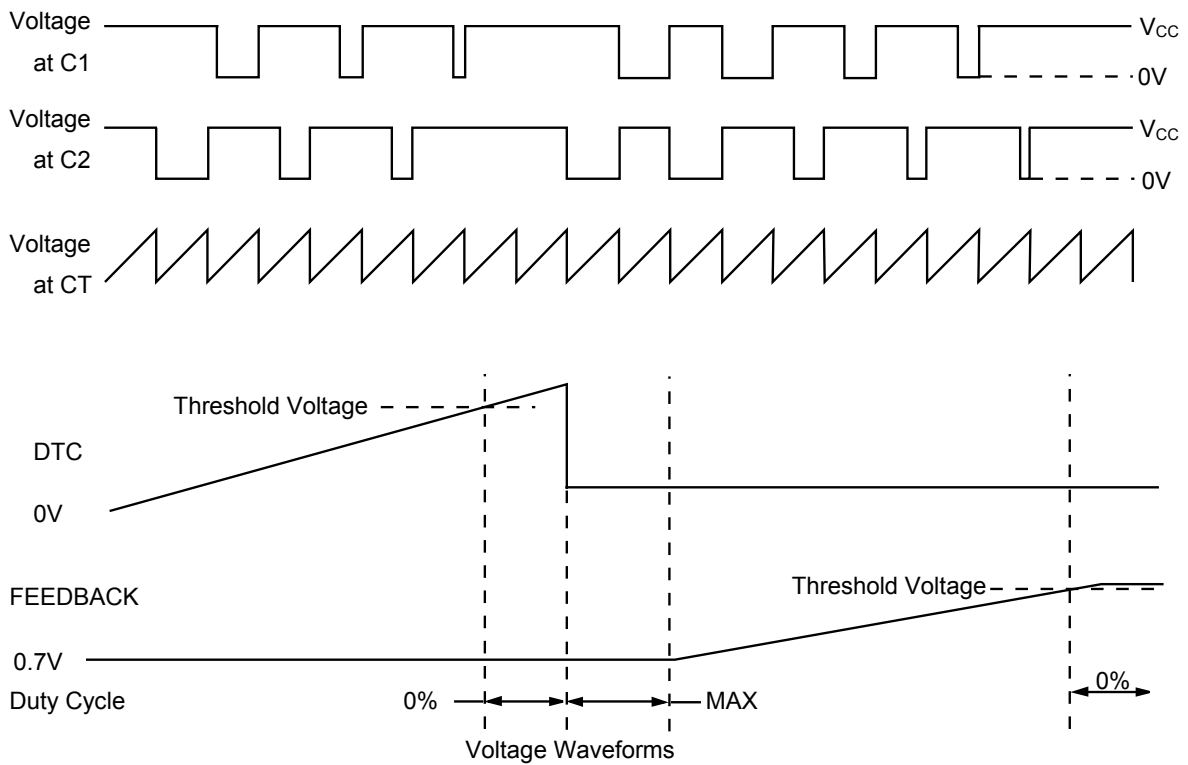 Voltage
at C1
VCC
0V
Voltage
at C2
VCC
0V
Voltage
at CT
Threshold Voltage
DTC
0V
Threshold Voltage
FEEDBACK
0.7V
Duty Cycle
0%
MAX
0%
Voltage Waveforms